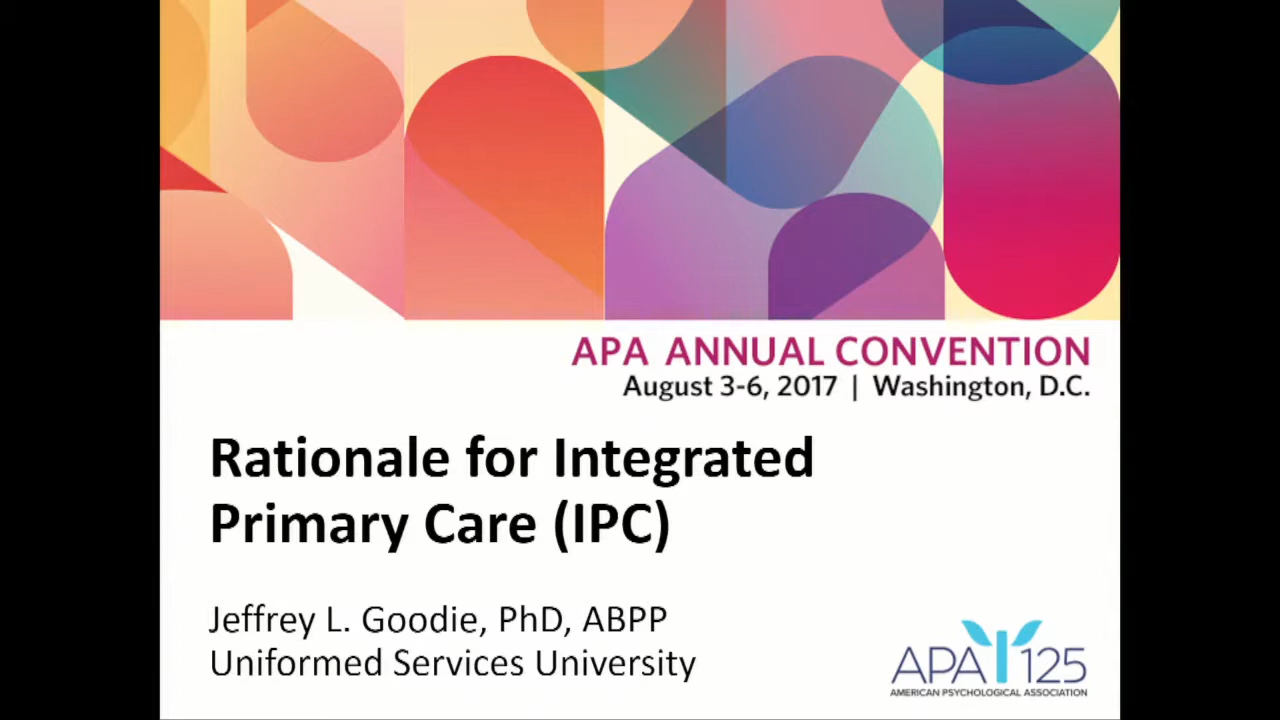 APA ANNUAL CONVENTION
August 3-6, 2017 | Washington, D.C.
Rationale for Integrated
Primary Care (IPC)
Jeffrey L. Goodie, PhD, ABPP
Uniformed Services University
APA 125
AMERICAN PSYCHOLOGICAL ASSOCIATION